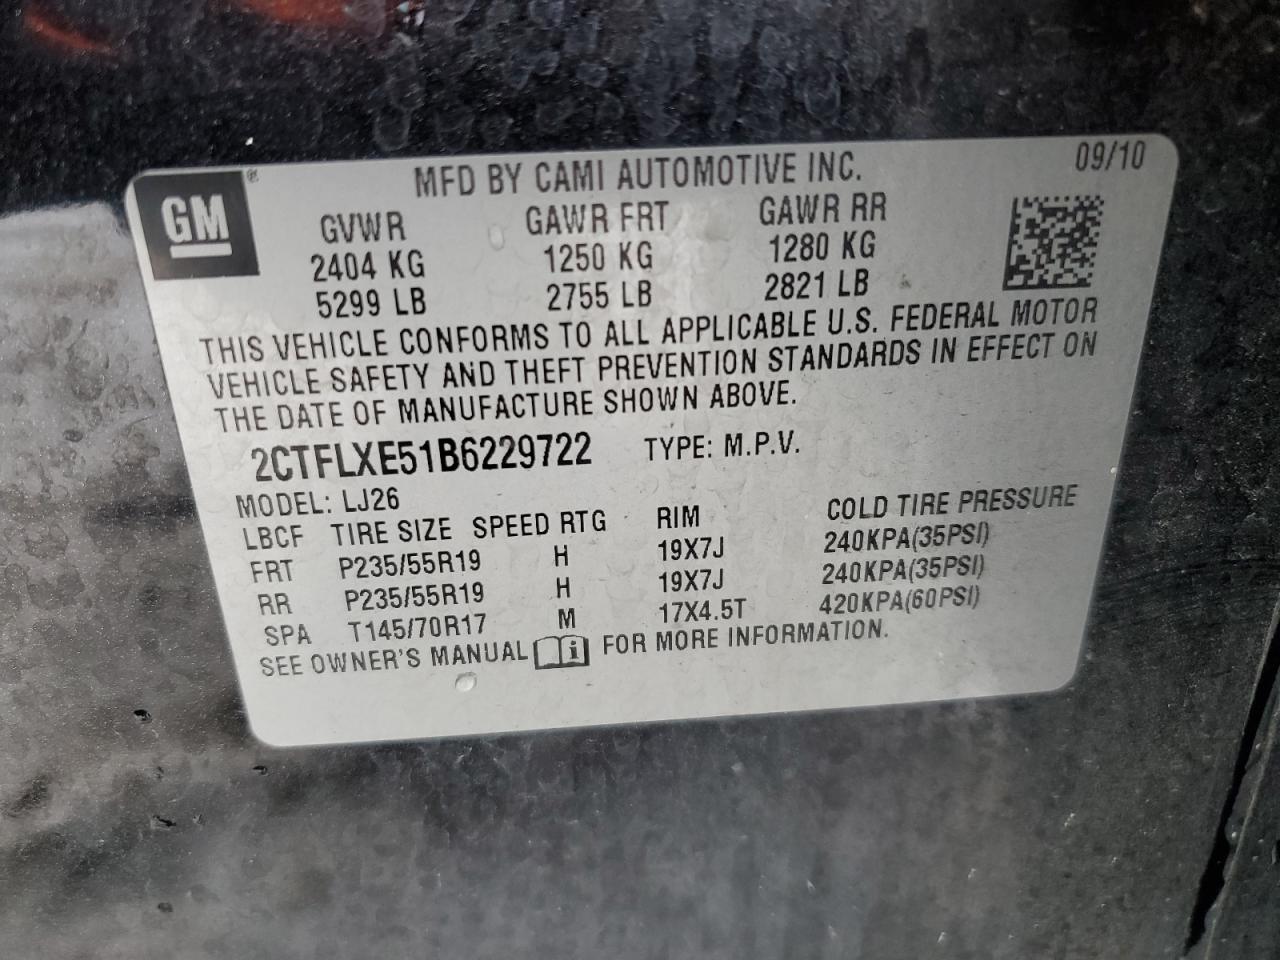 GM ® MFD BY CAMI AUTOMOTIVE INC. 09/10
GVWR GAWR FRT GAWR RR
2404 KG 1250 KG 1280 KG
5299 LB 2755 LB 2821 LB
THIS VEHICLE CONFORMS TO ALL APPLICABLE U.S. FEDERAL MOTOR
VEHICLE SAFETY AND THEFT PREVENTION STANDARDS IN EFFECT ON
THE DATE OF MANUFACTURE SHOWN ABOVE.
2CTFLXE51B6229722 TYPE: M.P.V.
MODEL: LJ26
LBCF TIRE SIZE SPEED RTG RIM COLD TIRE PRESSURE
FRT P235/55R19 H 19X7J 240KPA(35PSI)
RR P235/55R19 H 19X7J 240KPA(35PSI)
SPA T145/70R17 M 17X4.5T 420KPA(60PSI)
SEE OWNER'S MANUAL i FOR MORE INFORMATION.